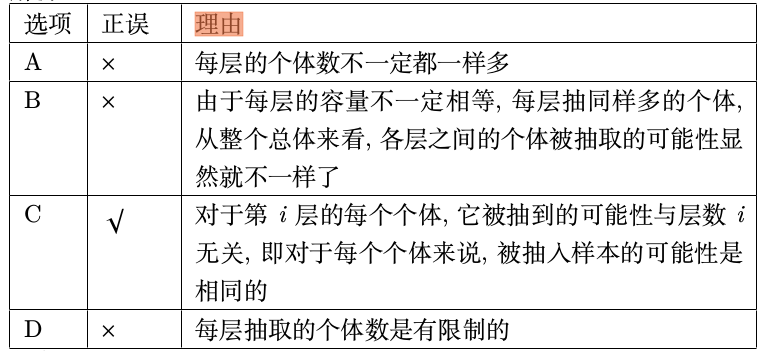 选项 正误 理由
A × 每层的个体数不一定都一样多
B × 由于每层的容量不一定相等, 每层抽同样多的个体,
从整个总体来看, 各层之间的个体被抽取的可能性显
然就不一样了
C √ 对于第 i 层的每个个体, 它被抽到的可能性与层数 i
无关, 即对于每个个体来说, 被抽入样本的可能性是
相同的
D × 每层抽取的个体数是有限制的